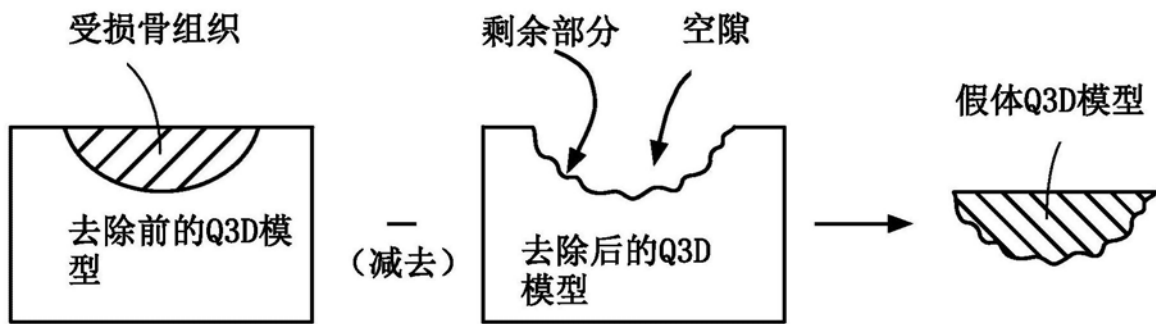 受损骨组织
剩余部分
空隙
假体Q3D模型
去除前的Q3D模
型
(减去)
去除后的Q3D
模型